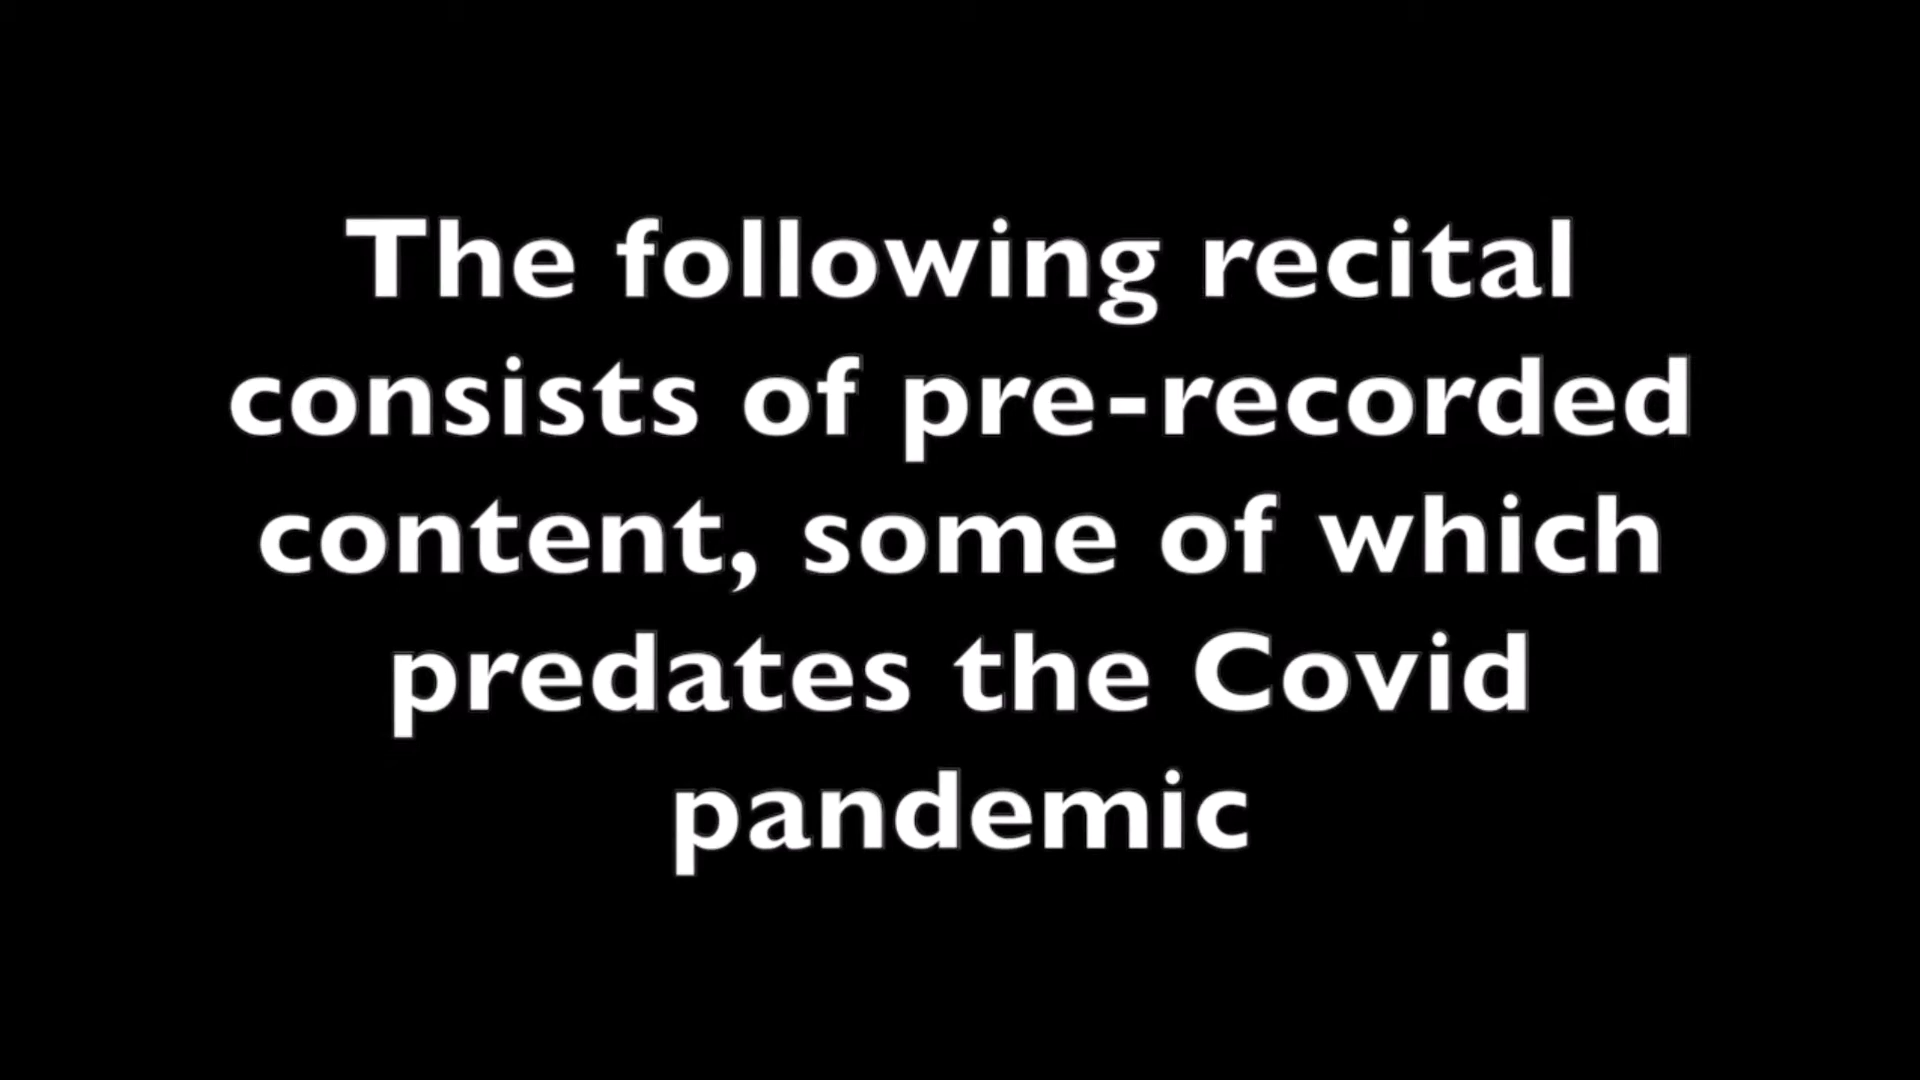 The following recital
consists of pre-recorded
content, some of which
predates the Covid
pandemic